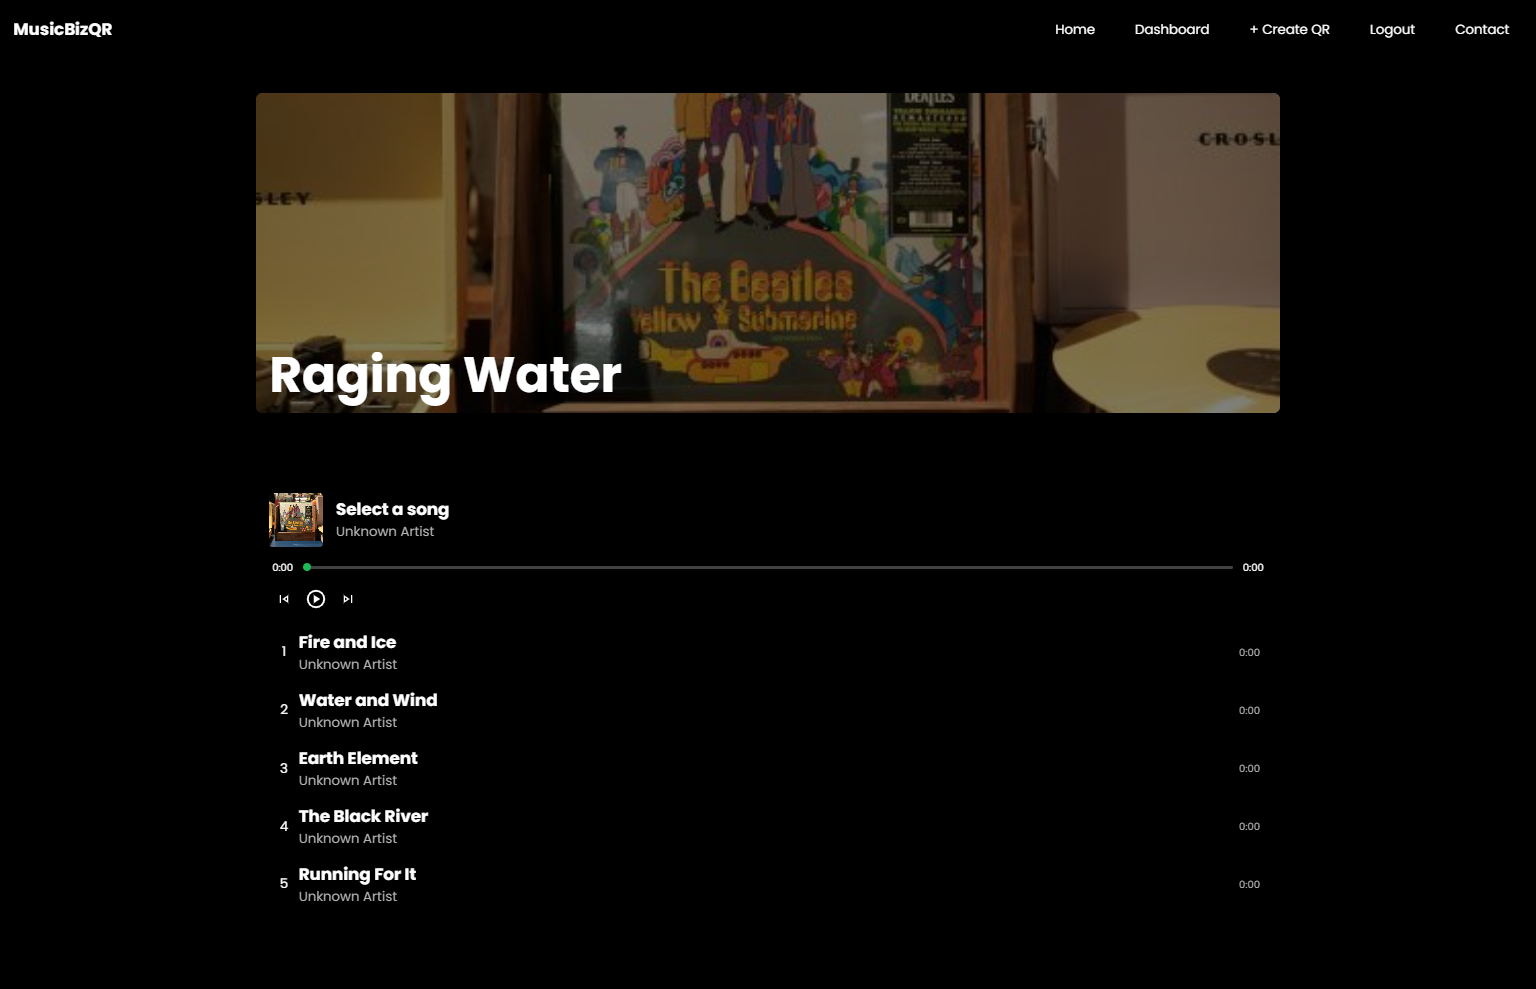 MusicBizQR
Home Dashboard + Create QR Logout Contact
BEATLES
CROSL
SLEY
The Beatles
Yellow Submarine
Raging Water
Select a song
Unknown Artist
0:00 0:00
1 Fire and Ice
Unknown Artist 0:00
2 Water and Wind
Unknown Artist 0:00
3 Earth Element
Unknown Artist 0:00
4 The Black River
Unknown Artist 0:00
5 Running For It
Unknown Artist 0:00